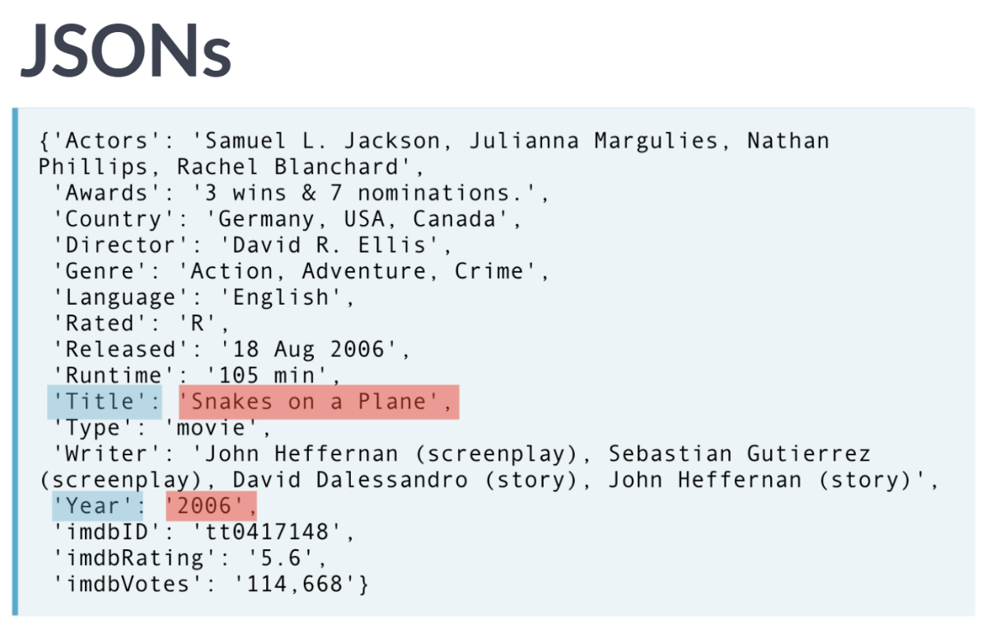 JSONs
{'Actors': 'Samuel L. Jackson, Julianna Margulies, Nathan
Phillips, Rachel Blanchard',
'Awards': '3 wins & 7 nominations.',
'Country': 'Germany, USA, Canada',
'Director': 'David R. Ellis',
'Genre': 'Action, Adventure, Crime',
'Language': 'English',
'Rated': 'R',
'Released': '18 Aug 2006',
'Runtime': '105 min',
'Title': 'Snakes on a Plane',
'Type': 'movie',
'Writer': 'John Heffernan (screenplay), Sebastian Gutierrez
(screenplay), David Dalessandro (story), John Heffernan (story)',
'Year': '2006',
'imdbID': 'tt0417148',
'imdbRating': '5.6',
'imdbVotes': '114,668'}